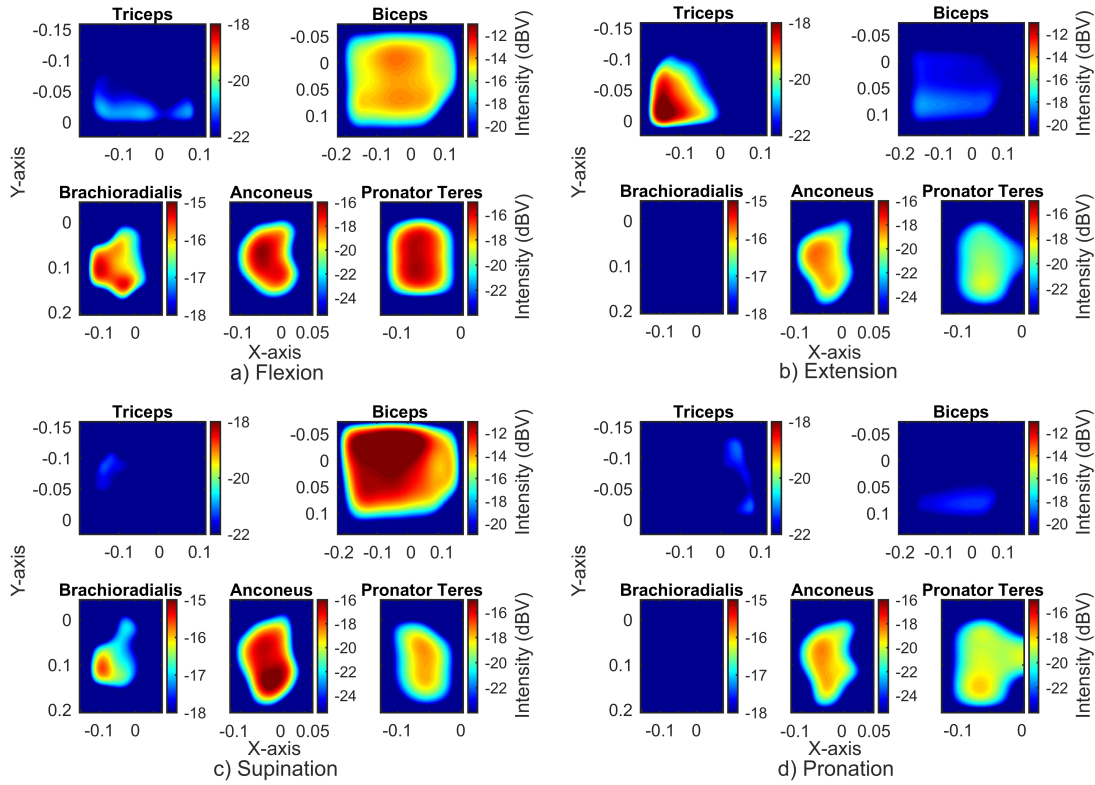 Triceps Biceps
-0.15 -0.1 -0.05 0
-0.1 0 0.1
-18 -20 -22
-0.05 0 0.05 0.1
-0.2 -0.1 0 0.1
-12 -14 -16 -18 -20
Intensity (dBV)
Y-axis
Brachioradialis Anconeus Pronator Teres
0 0.1 0.2
-0.1 0
-15 -16 -17 -18
-0.1 0 0.05
-16 -18 -20 -22 -24
-0.1 0
-16 -18 -20 -22
Intensity (dBV)
X-axis
a) Flexion
Triceps Biceps
-0.15 -0.1 -0.05 0
-0.1 0 0.1
-18 -20 -22
-0.05 0 0.05 0.1
-0.2 -0.1 0 0.1
-12 -14 -16 -18 -20
Intensity (dBV)
Y-axis
Brachioradialis Anconeus Pronator Teres
0 0.1 0.2
-0.1 0
-15 -16 -17 -18
-0.1 0 0.05
-16 -18 -20 -22 -24
-0.1 0
-16 -18 -20 -22
Intensity (dBV)
X-axis
b) Extension
Triceps Biceps
-0.15 -0.1 -0.05 0
-0.1 0 0.1
-18 -20 -22
-0.05 0 0.05 0.1
-0.2 -0.1 0 0.1
-12 -14 -16 -18 -20
Intensity (dBV)
Y-axis
Brachioradialis Anconeus Pronator Teres
0 0.1 0.2
-0.1 0
-15 -16 -17 -18
-0.1 0 0.05
-16 -18 -20 -22 -24
-0.1 0
-16 -18 -20 -22
Intensity (dBV)
X-axis
c) Supination
Triceps Biceps
-0.15 -0.1 -0.05 0
-0.1 0 0.1
-18 -20 -22
-0.05 0 0.05 0.1
-0.2 -0.1 0 0.1
-12 -14 -16 -18 -20
Intensity (dBV)
Y-axis
Brachioradialis Anconeus Pronator Teres
0 0.1 0.2
-0.1 0
-15 -16 -17 -18
-0.1 0 0.05
-16 -18 -20 -22 -24
-0.1 0
-16 -18 -20 -22
Intensity (dBV)
X-axis
d) Pronation